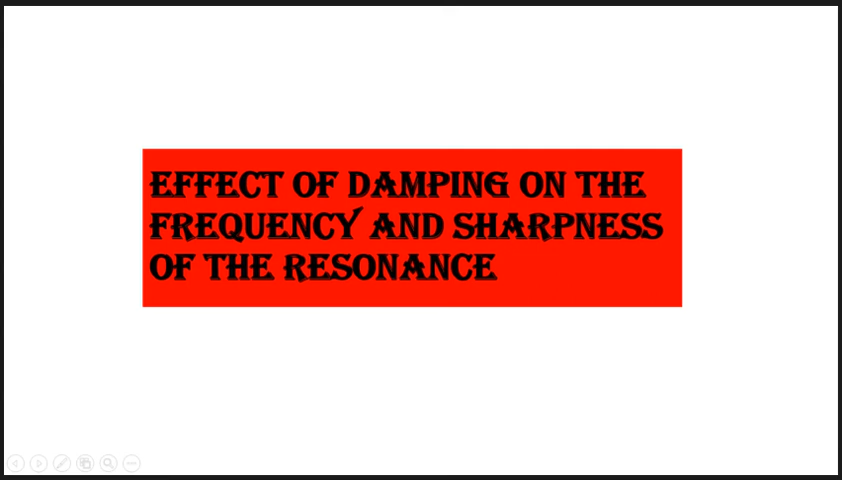 EFFECT OF DAMPING ON THE
FREQUENCY AND SHARPNESS
OF THE RESONANCE